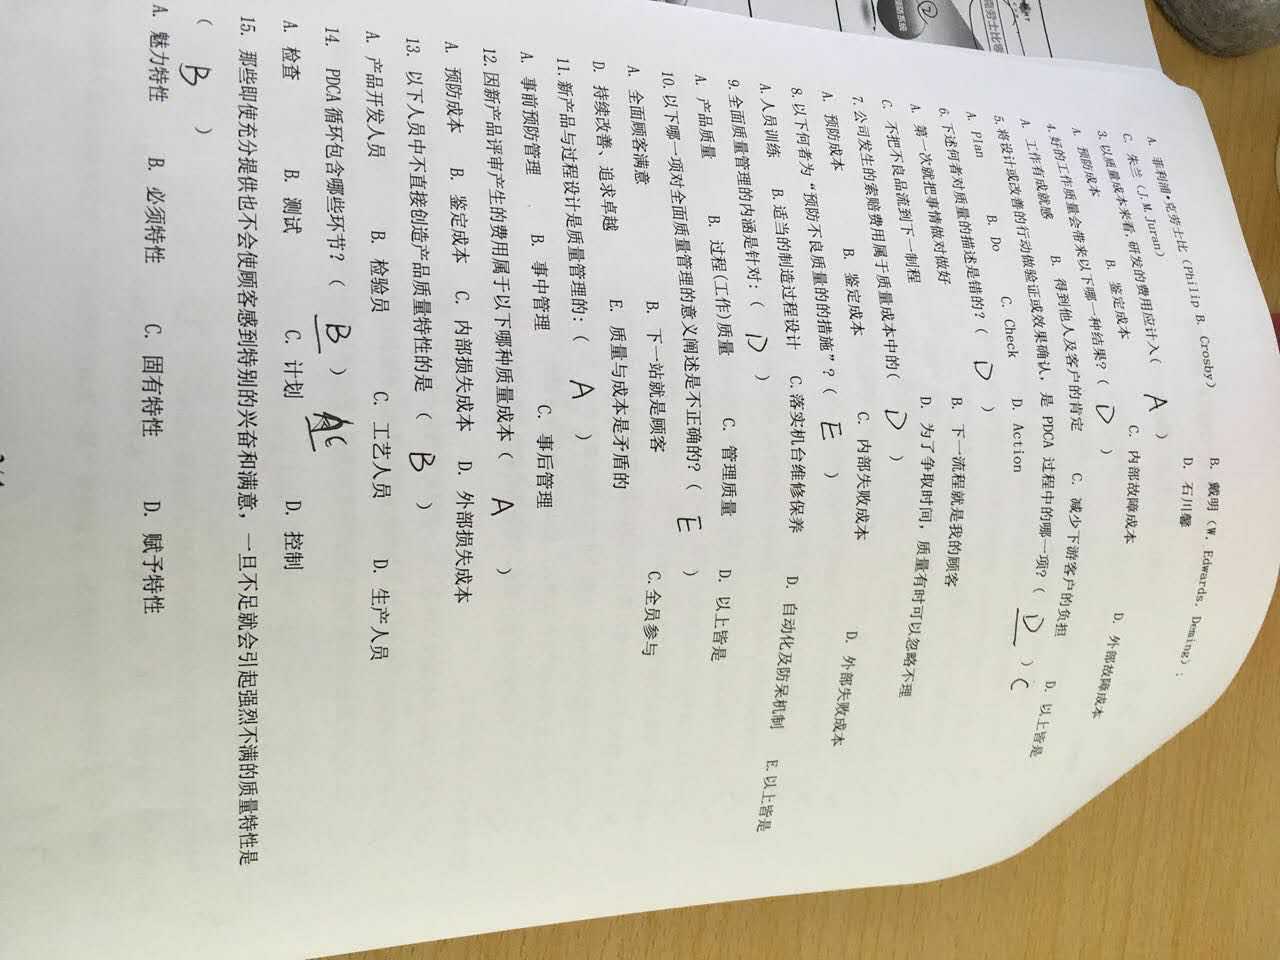 A. 菲利浦•克劳士比（Philip B. Crosby） B. 戴明（W. Edwards. Deming）;
C. 朱兰（J.M.Juran） D. 石川馨
3.以质量成本来看，研发的费用应计入（ A ）
A. 预防成本 B. 鉴定成本 C. 内部故障成本 D. 外部故障成本
4.好的工作质量会带来以下哪一种结果？（ D ）
A. 工作有成就感 B. 得到他人及客户的肯定 C. 减少下游客户的负担 D. 以上皆是
5.将设计或改善的行动做验证或效果确认，是 PDCA 过程中的哪一项？（ D ）C
A. Plan B. Do C. Check D. Action
6.下述何者对质量的描述是错的？（ D ）
A. 第一次就把事情做对做好 B. 下一流程就是我的顾客
C. 不把不良品流到下一制程 D. 为了争取时间，质量有时可以忽略不理
7.公司发生的索赔费用属于质量成本中的（ D ）
A. 预防成本 B. 鉴定成本 C. 内部失败成本 D. 外部失败成本
8.以下何者为“预防不良质量的的措施”？（ E ）
A.人员训练 B.适当的制造过程设计 C.落实机台维修保养 D. 自动化及防呆机制 E.以上皆是
9.全面质量管理的内涵是针对：（ D ）
A. 产品质量 B. 过程(工作)质量 C. 管理质量 D. 以上皆是
10.以下哪一项对全面质量管理的意义阐述是不正确的？（ E ）
A. 全面顾客满意 B. 下一站就是顾客 C.全员参与
D. 持续改善、追求卓越 E. 质量与成本是矛盾的
11.新产品与过程设计是质量管理的：（ A ）
A. 事前预防管理 B. 事中管理 C. 事后管理
12.因新产品评审产生的费用属于以下哪种质量成本（ A ）
A. 预防成本 B. 鉴定成本 C. 内部损失成本 D. 外部损失成本
13. 以下人员中不直接创造产品质量特性的是（ B ）
A. 产品开发人员 B. 检验员 C. 工艺人员 D. 生产人员
14. PDCA 循环包含哪些环节？（ B ）AC
A. 检查 B. 测试 C. 计划 D. 控制
15. 那些即使充分提供也不会使顾客感到特别的兴奋和满意，一旦不足就会引起强烈不满的质量特性是
（ B ）
A. 魅力特性 B. 必须特性 C. 固有特性 D. 赋予特性